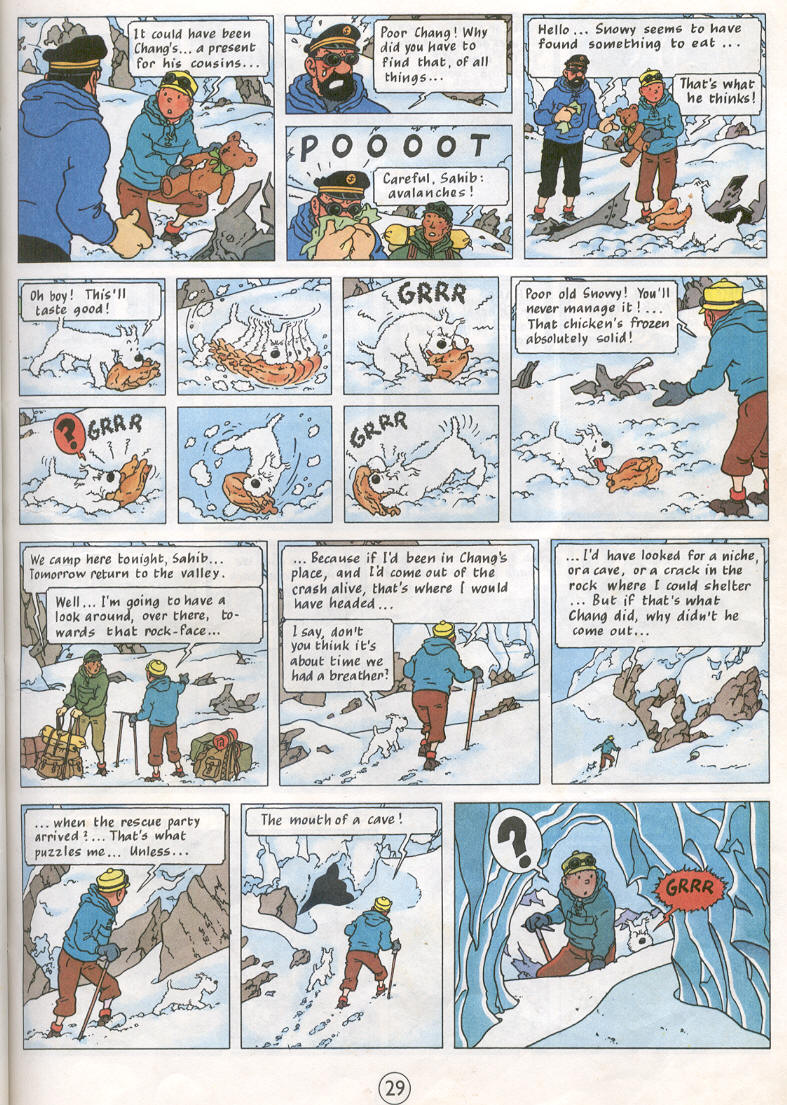 It could have been
Chang's... a present
for his cousins...
Poor Chang! Why
did you have to
find that, of all
things...
POOOOT
Careful, Sahib:
avalanches!
Hello... Snowy seems to have
found something to eat...
That's what
he thinks!
Oh boy! This'll
taste good!
GRRR
?
GRRR
GRRR
Poor old Snowy! You'll
never manage it!...
That chicken's frozen
absolutely solid!
We camp here tonight, Sahib...
Tomorrow return to the valley.
Well... I'm going to have a
look around, over there, to-
wards that rock-face...
... Because if I'd been in Chang's
place, and I'd come out of the
crash alive, that's where I would
have headed...
I say, don't
you think it's
about time we
had a breather?
... I'd have looked for a niche,
or a cave, or a crack in the
rock where I could shelter
... But if that's what
Chang did, why didn't he
come out...
... when the rescue party
arrived?... That's what
puzzles me... Unless...
The mouth of a cave!
?
GRRR
29